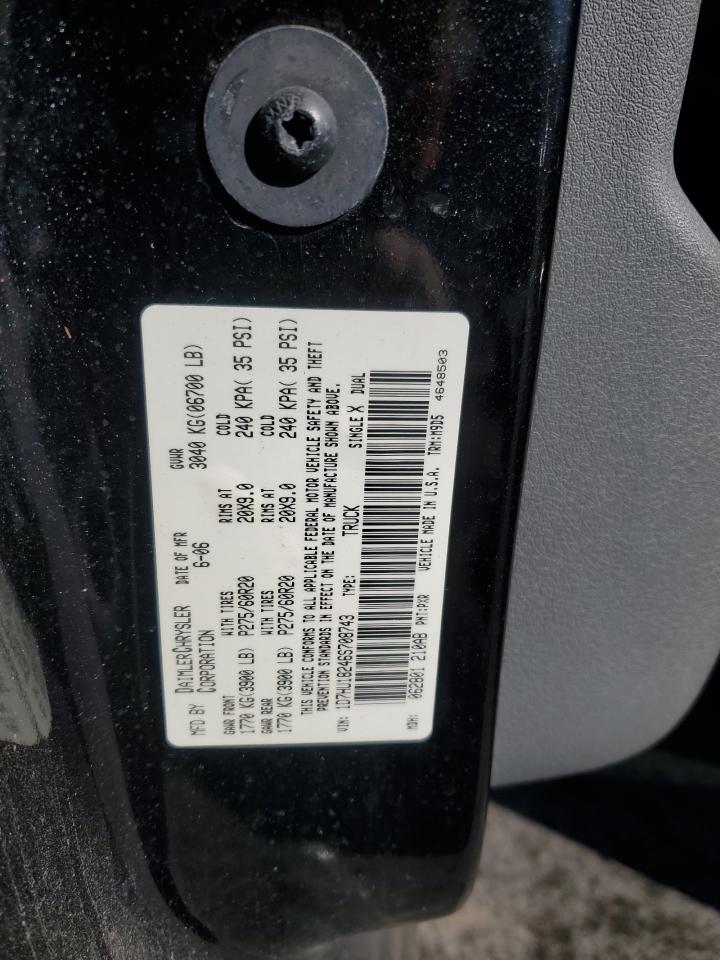 MFD BY DAIMLERCHRYSLER CORPORATION
DATE OF MFR 6-06
GVWR 3040 KG(06700 LB)
GAWR FRONT WITH TIRES RIMS AT COLD
1770 KG(3900 LB) P275/60R20 20X9.0 240 KPA( 35 PSI)
GAWR REAR WITH TIRES RIMS AT COLD
1770 KG(3900 LB) P275/60R20 20X9.0 240 KPA( 35 PSI)
THIS VEHICLE CONFORMS TO ALL APPLICABLE FEDERAL MOTOR VEHICLE SAFETY AND THEFT
PREVENTION STANDARDS IN EFFECT ON THE DATE OF MANUFACTURE SHOWN ABOVE.
VIN: 1D7HU18246S708743 TYPE: TRUCK SINGLE X DUAL
MDH: 062801 210AB PNT:PXR VEHICLE MADE IN U.S.A. TRM:M9D5
4648503